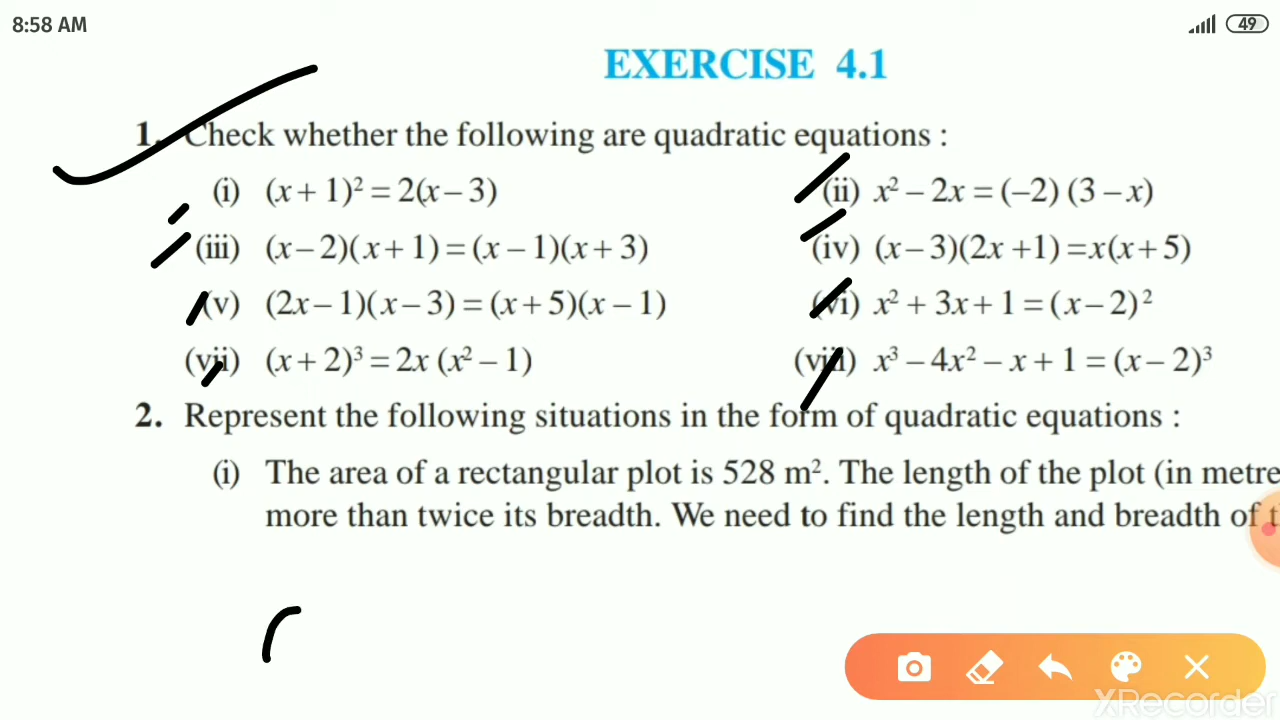 8:58 AM
49
EXERCISE 4.1
1. Check whether the following are quadratic equations :
(i) (x + 1)² = 2(x – 3) (ii) x² – 2x = (–2) (3 – x)
(iii) (x – 2)(x + 1) = (x – 1)(x + 3) (iv) (x – 3)(2x +1) = x(x + 5)
(v) (2x – 1)(x – 3) = (x + 5)(x – 1) (vi) x² + 3x + 1 = (x – 2)²
(vii) (x + 2)³ = 2x (x² – 1) (viii) x³ – 4x² – x + 1 = (x – 2)³
2. Represent the following situations in the form of quadratic equations :
(i) The area of a rectangular plot is 528 m². The length of the plot (in metre
more than twice its breadth. We need to find the length and breadth of t
XRecorder